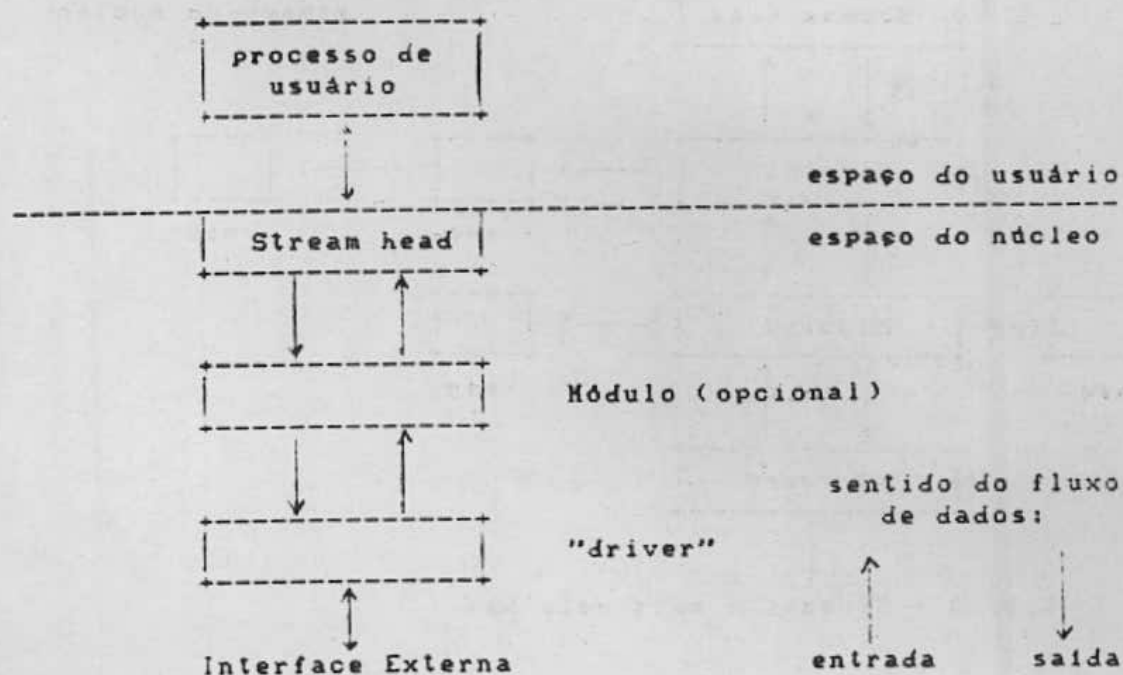 processo de
usuário
espaço do usuário
Stream head
espaço do núcleo
Módulo (opcional)
sentido do fluxo
de dados:
"driver"
Interface Externa
entrada
saída